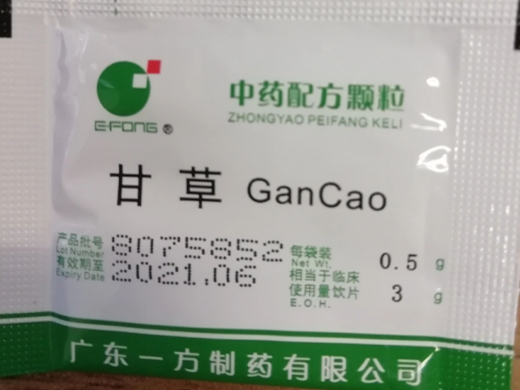 E-FONG®
中药配方颗粒
ZHONGYAO PEIFANG KELI
甘草 GanCao
产品批号 8075852
Lot Number
有效期至 2021.06
Expiry Date
每袋装 0.5 g
Net Wt.
相当于临床
使用量饮片 3 g
E.O.H.
广东一方制药有限公司